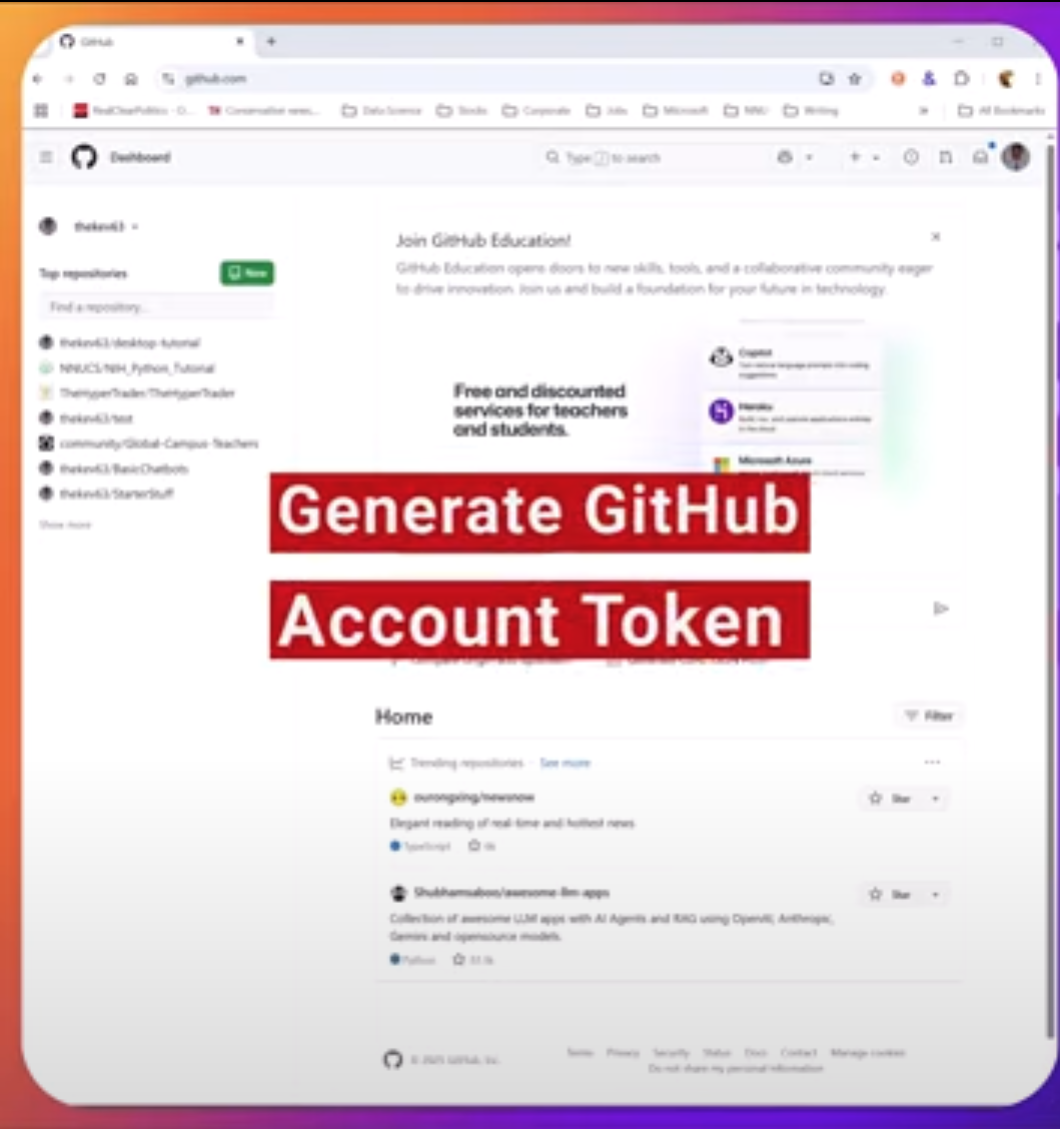 GitHub
github.com
RealClearPolitics - O...
Conservative news,...
Data Science
Stocks
Corporate
Jobs
Microsoft
NNU
Writing
All Bookmarks
Dashboard
Type / to search
thekev63
Top repositories
New
Find a repository...
thekev63/desktop-tutorial
NNUCS/NIH_Python_Tutorial
TheHyperTrader/TheHyperTrader
thekev63/test
community/Global-Campus-Teachers
thekev63/BasicChatbots
thekev63/StarterStuff
Show more
Join GitHub Education!
GitHub Education opens doors to new skills, tools, and a collaborative community eager
to drive innovation. Join us and build a foundation for your future in technology.
Free and discounted
services for teachers
and students.
Copilot
Heroku
Microsoft Azure
Generate GitHub
Account Token
Home
Filter
Trending repositories · See more
ourongxing/newsnow
Star
Elegant reading of real-time and hottest news
TypeScript
Shubhamsaboo/awesome-llm-apps
Star
Collection of awesome LLM apps with AI Agents and RAG using OpenAI, Anthropic,
Gemini and opensource models.
Python
© 2025 GitHub, Inc.
Terms Privacy Security Status Docs Contact Manage cookies
Do not share my personal information